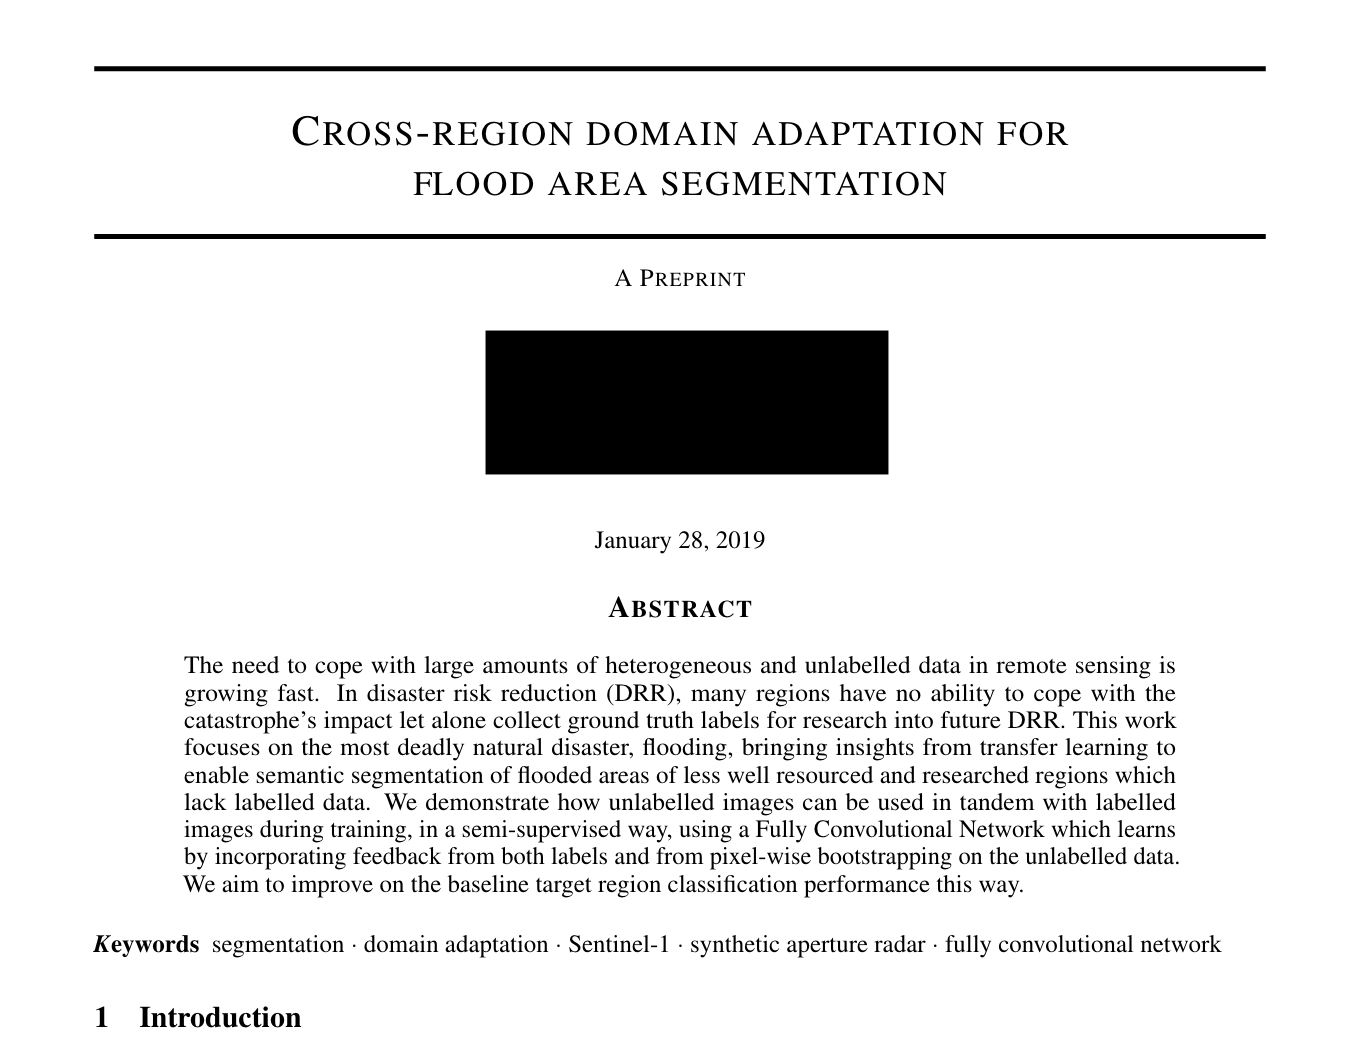 CROSS-REGION DOMAIN ADAPTATION FOR
FLOOD AREA SEGMENTATION
A PREPRINT
January 28, 2019
ABSTRACT
The need to cope with large amounts of heterogeneous and unlabelled data in remote sensing is
growing fast. In disaster risk reduction (DRR), many regions have no ability to cope with the
catastrophe’s impact let alone collect ground truth labels for research into future DRR. This work
focuses on the most deadly natural disaster, flooding, bringing insights from transfer learning to
enable semantic segmentation of flooded areas of less well resourced and researched regions which
lack labelled data. We demonstrate how unlabelled images can be used in tandem with labelled
images during training, in a semi-supervised way, using a Fully Convolutional Network which learns
by incorporating feedback from both labels and from pixel-wise bootstrapping on the unlabelled data.
We aim to improve on the baseline target region classification performance this way.
Keywords segmentation · domain adaptation · Sentinel-1 · synthetic aperture radar · fully convolutional network
1 Introduction